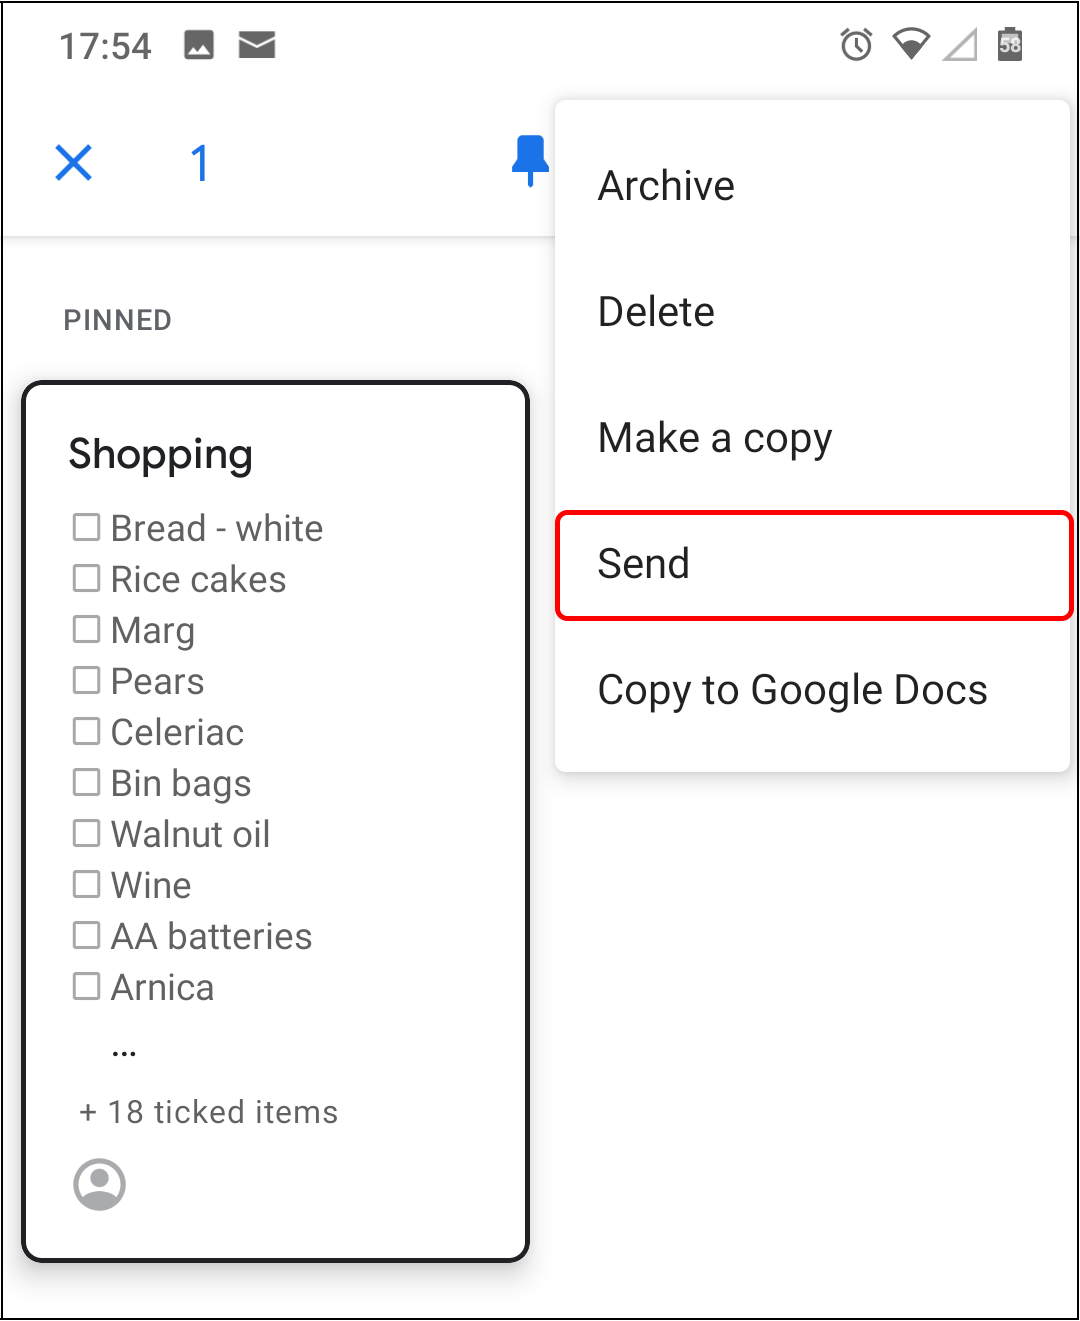 17:54
58
1
Archive
Delete
Make a copy
Send
Copy to Google Docs
PINNED
Shopping
Bread - white
Rice cakes
Marg
Pears
Celeriac
Bin bags
Walnut oil
Wine
AA batteries
Arnica
...
+ 18 ticked items